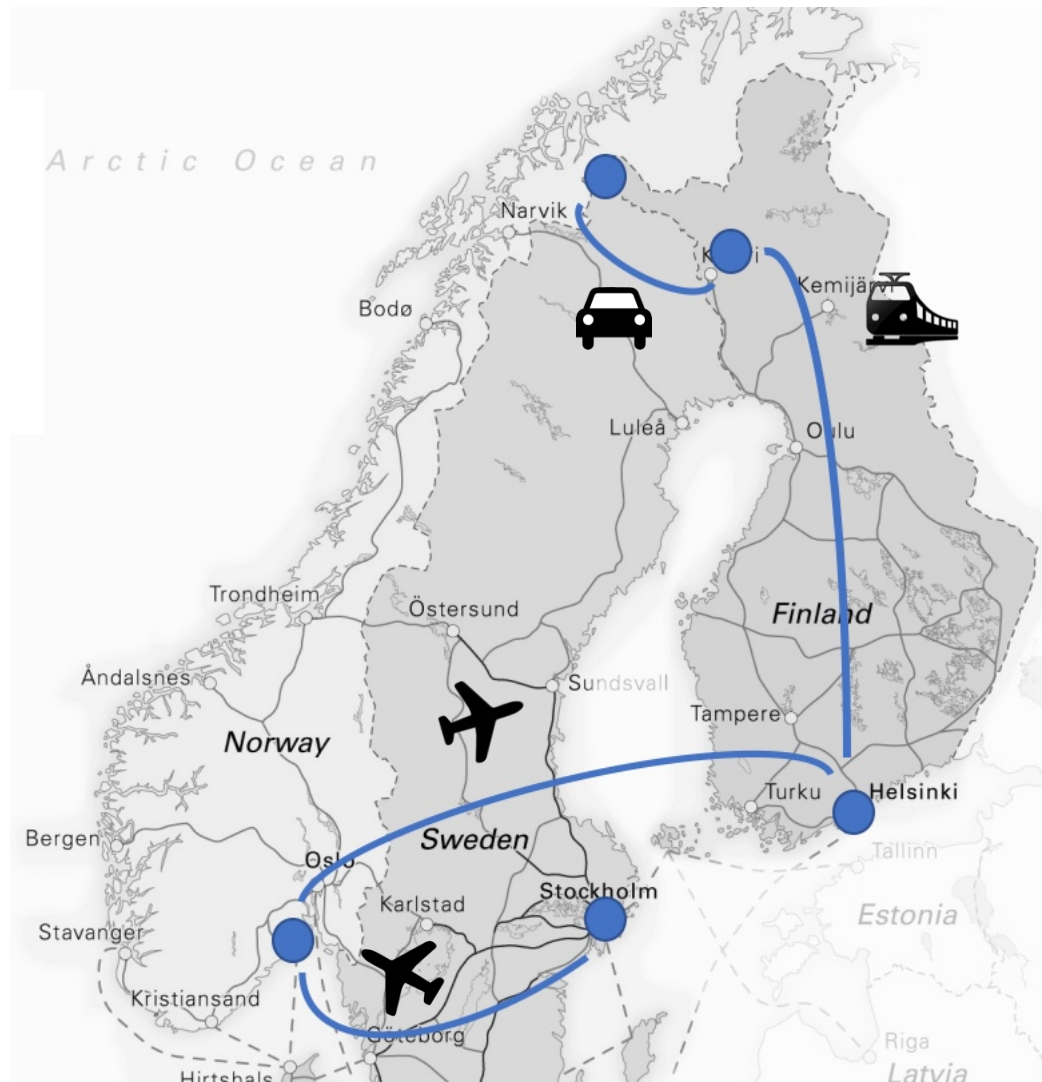 Arctic Ocean
Narvik
Kemijärvi
Bodø
Luleå
Oulu
Trondheim
Östersund
Finland
Åndalsnes
Sundsvall
Tampere
Norway
Turku
Helsinki
Bergen
Sweden
Oslo
Tallinn
Stockholm
Karlstad
Estonia
Stavanger
Kristiansand
Göteborg
Riga
Hirtshals
Latvia